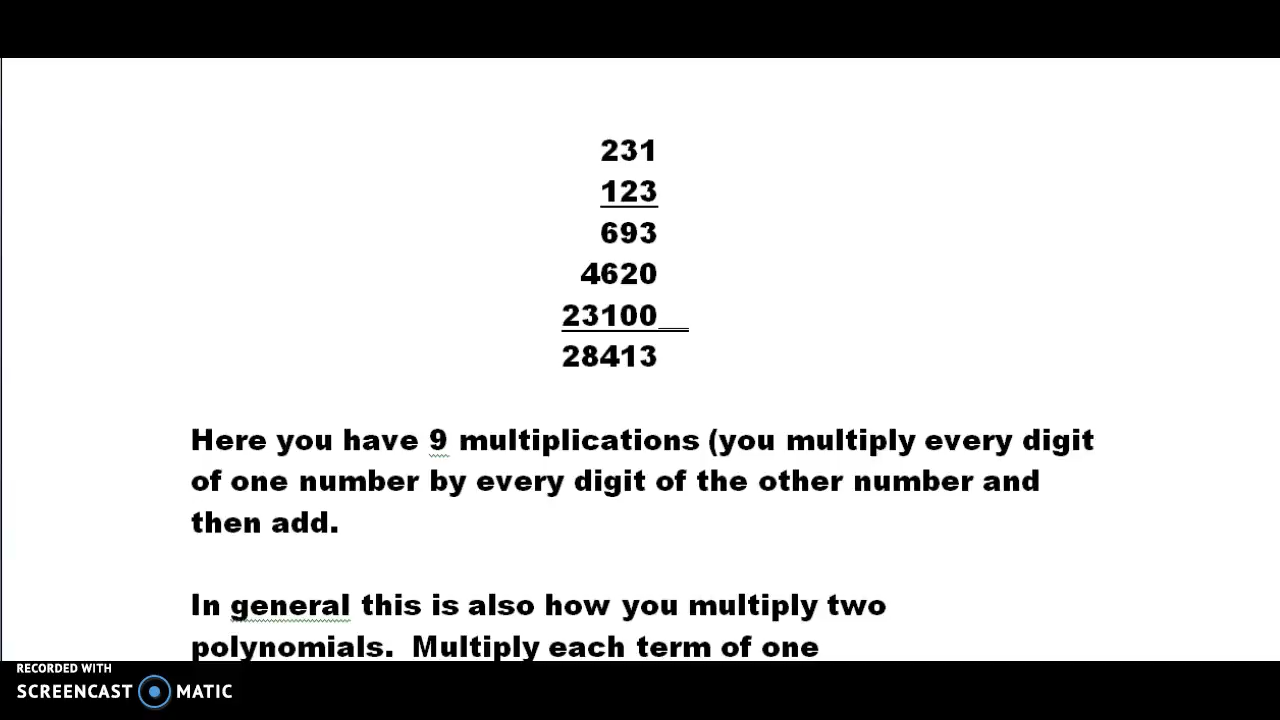 231
123
693
4620
23100__
28413
Here you have 9 multiplications (you multiply every digit
of one number by every digit of the other number and
then add.
In general this is also how you multiply two
polynomials.  Multiply each term of one
RECORDED WITH
SCREENCAST MATIC